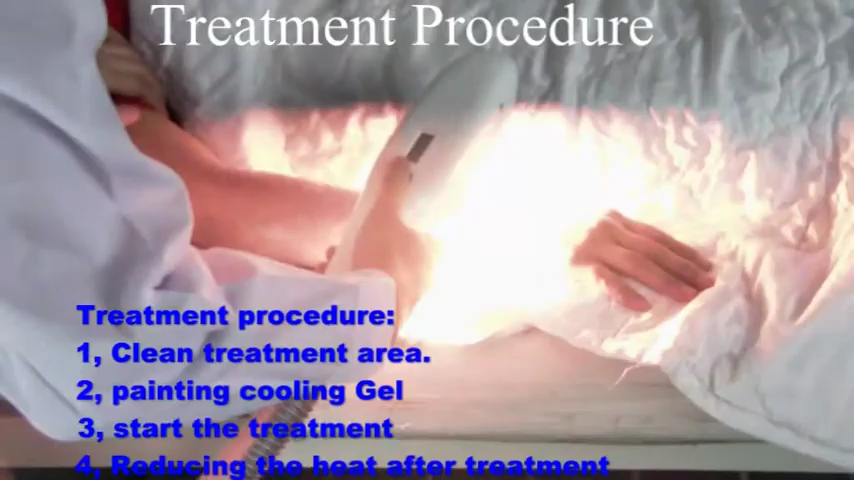 Treatment Procedure
Treatment procedure:
1, Clean treatment area.
2, painting cooling Gel
3, start the treatment
4, Reducing the heat after treatment